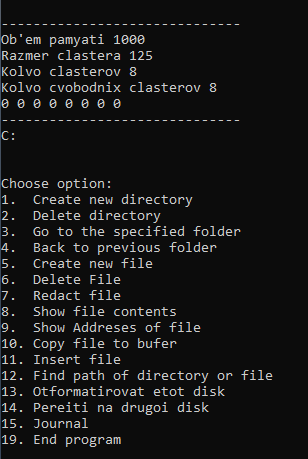 ------------------------------
Ob'em pamyati 1000
Razmer clastera 125
Kolvo clasterov 8
Kolvo cvobodnix clasterov 8
0 0 0 0 0 0 0 0
------------------------------
C:
Choose option:
1.  Create new directory
2.  Delete directory
3.  Go to the specified folder
4.  Back to previous folder
5.  Create new file
6.  Delete File
7.  Redact file
8.  Show file contents
9.  Show Addreses of file
10. Copy file to bufer
11. Insert file
12. Find path of directory or file
13. Otformatirovat etot disk
14. Pereiti na drugoi disk
15. Journal
19. End program